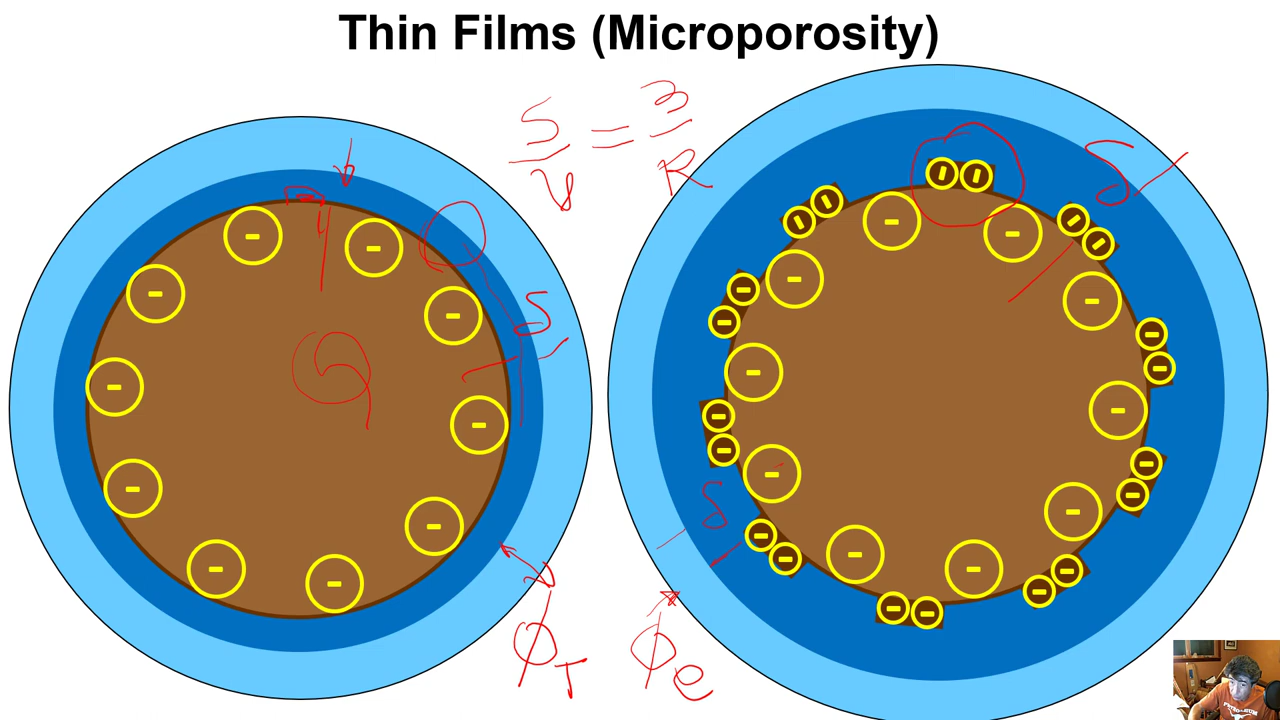 Thin Films (Microporosity)
S/V = 3/R
S
S
S
ϕT
ϕe